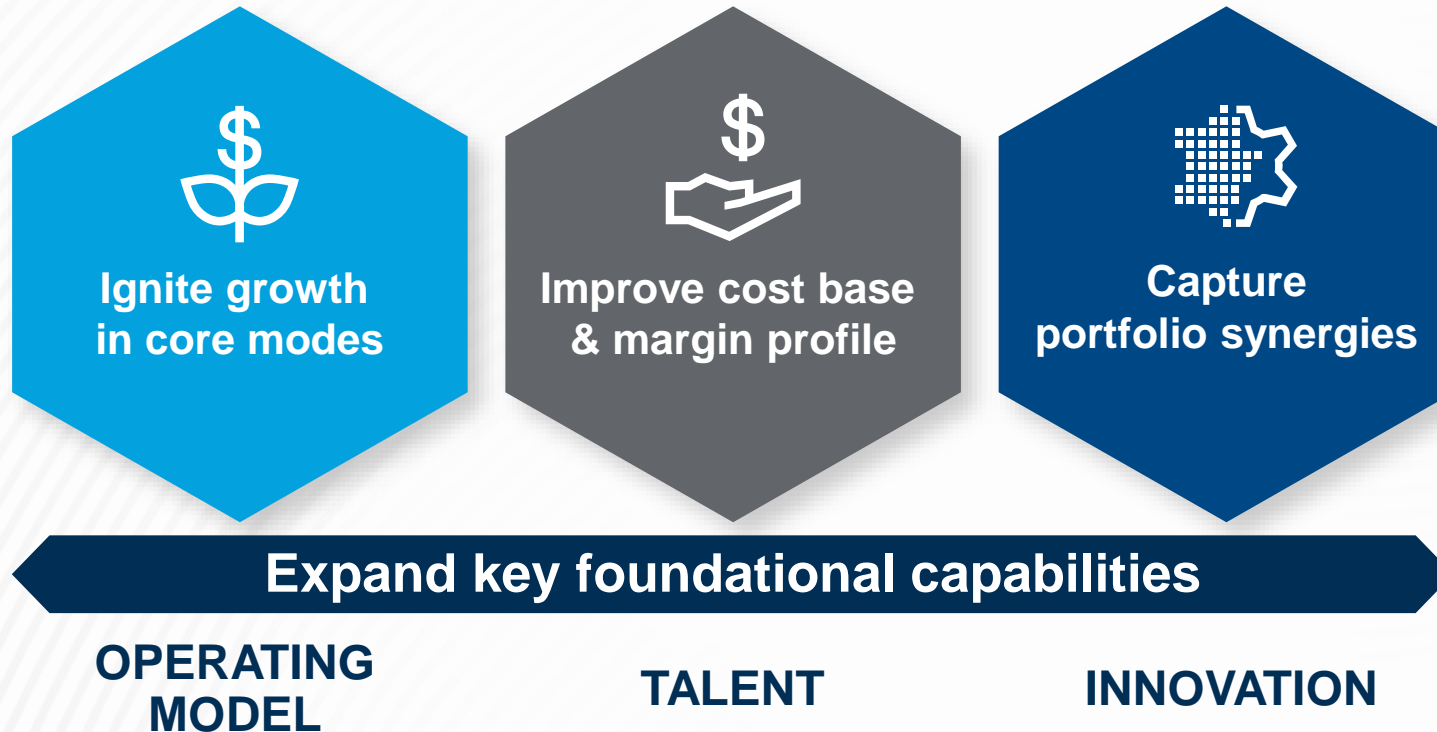 $
Ignite growth
in core modes
$
Improve cost base
& margin profile
Capture
portfolio synergies
Expand key foundational capabilities
OPERATING
MODEL
TALENT
INNOVATION